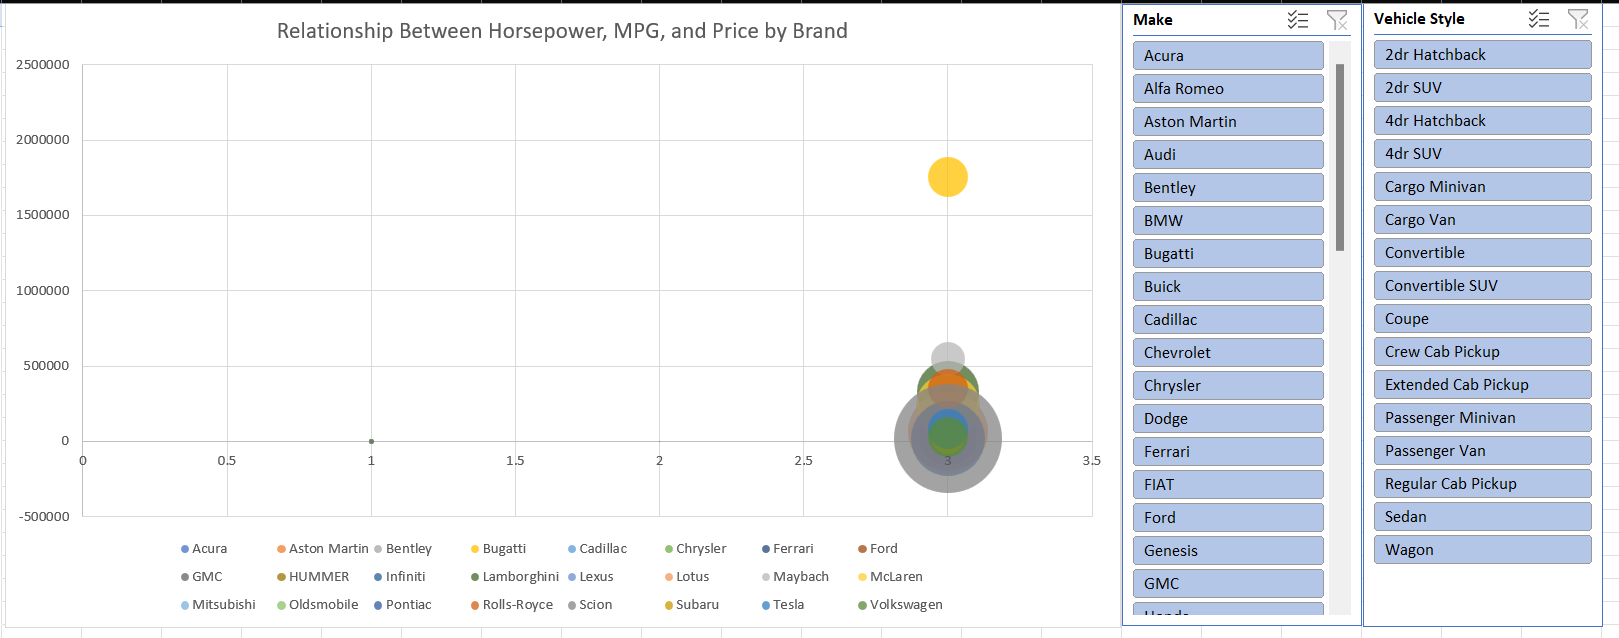 Relationship Between Horsepower, MPG, and Price by Brand
2500000
2000000
1500000
1000000
500000
0
-500000
0 0.5 1 1.5 2 2.5 3 3.5
Acura Aston Martin Bentley Bugatti Cadillac Chrysler Ferrari Ford
GMC HUMMER Infiniti Lamborghini Lexus Lotus Maybach McLaren
Mitsubishi Oldsmobile Pontiac Rolls-Royce Scion Subaru Tesla Volkswagen
Make
Acura
Alfa Romeo
Aston Martin
Audi
Bentley
BMW
Bugatti
Buick
Cadillac
Chevrolet
Chrysler
Dodge
Ferrari
FIAT
Ford
Genesis
GMC
Honda
Vehicle Style
2dr Hatchback
2dr SUV
4dr Hatchback
4dr SUV
Cargo Minivan
Cargo Van
Convertible
Convertible SUV
Coupe
Crew Cab Pickup
Extended Cab Pickup
Passenger Minivan
Passenger Van
Regular Cab Pickup
Sedan
Wagon